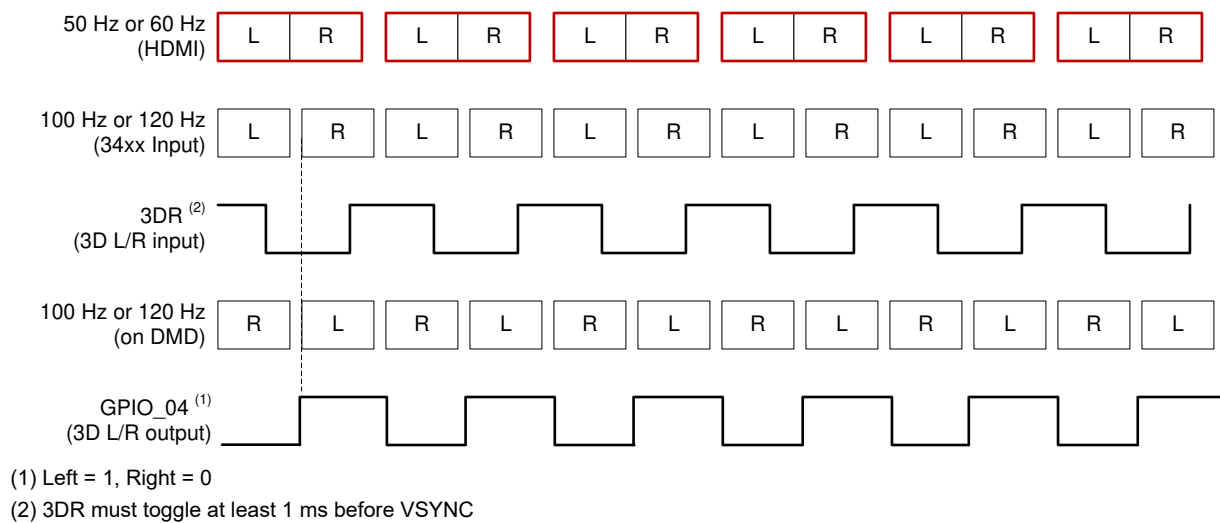 50 Hz or 60 Hz
(HDMI)
L R L R L R L R L R L R
100 Hz or 120 Hz
(34xx Input)
L R L R L R L R L R L R
3DR (2)
(3D L/R input)
100 Hz or 120 Hz
(on DMD)
R L R L R L R L R L R L
GPIO_04 (1)
(3D L/R output)
(1) Left = 1, Right = 0
(2) 3DR must toggle at least 1 ms before VSYNC